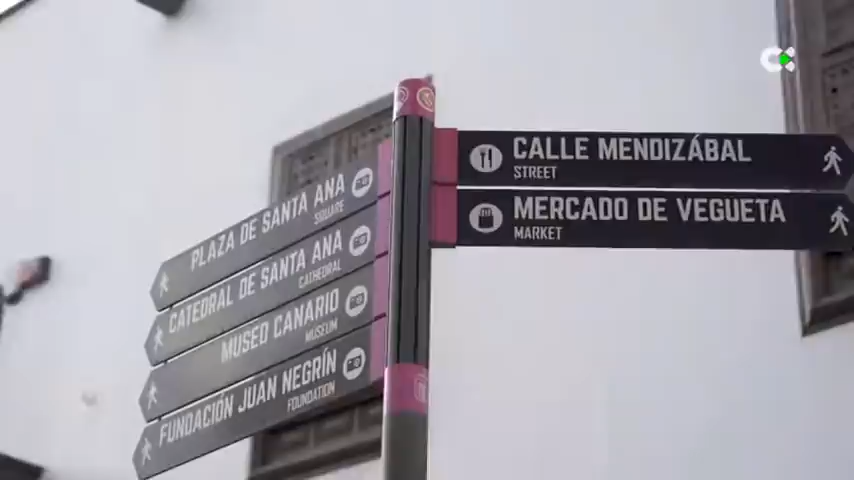 PLAZA DE SANTA ANA
SQUARE
CATEDRAL DE SANTA ANA
CATHEDRAL
MUSEO CANARIO
MUSEUM
FUNDACIÓN JUAN NEGRÍN
FOUNDATION
CALLE MENDIZÁBAL
STREET
MERCADO DE VEGUETA
MARKET